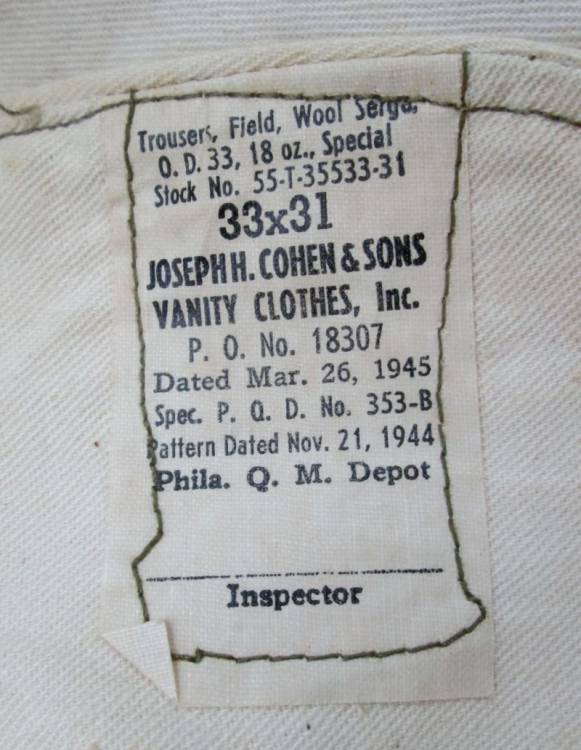 Trousers, Field, Wool Serge,
O. D. 33, 18 oz., Special
Stock No. 55-T-35533-31
33x31
JOSEPH H. COHEN & SONS
VANITY CLOTHES, Inc.
P. O. No. 18307
Dated Mar. 26, 1945
Spec. P. Q. D. No. 353-B
Pattern Dated Nov. 21, 1944
Phila. Q. M. Depot
Inspector